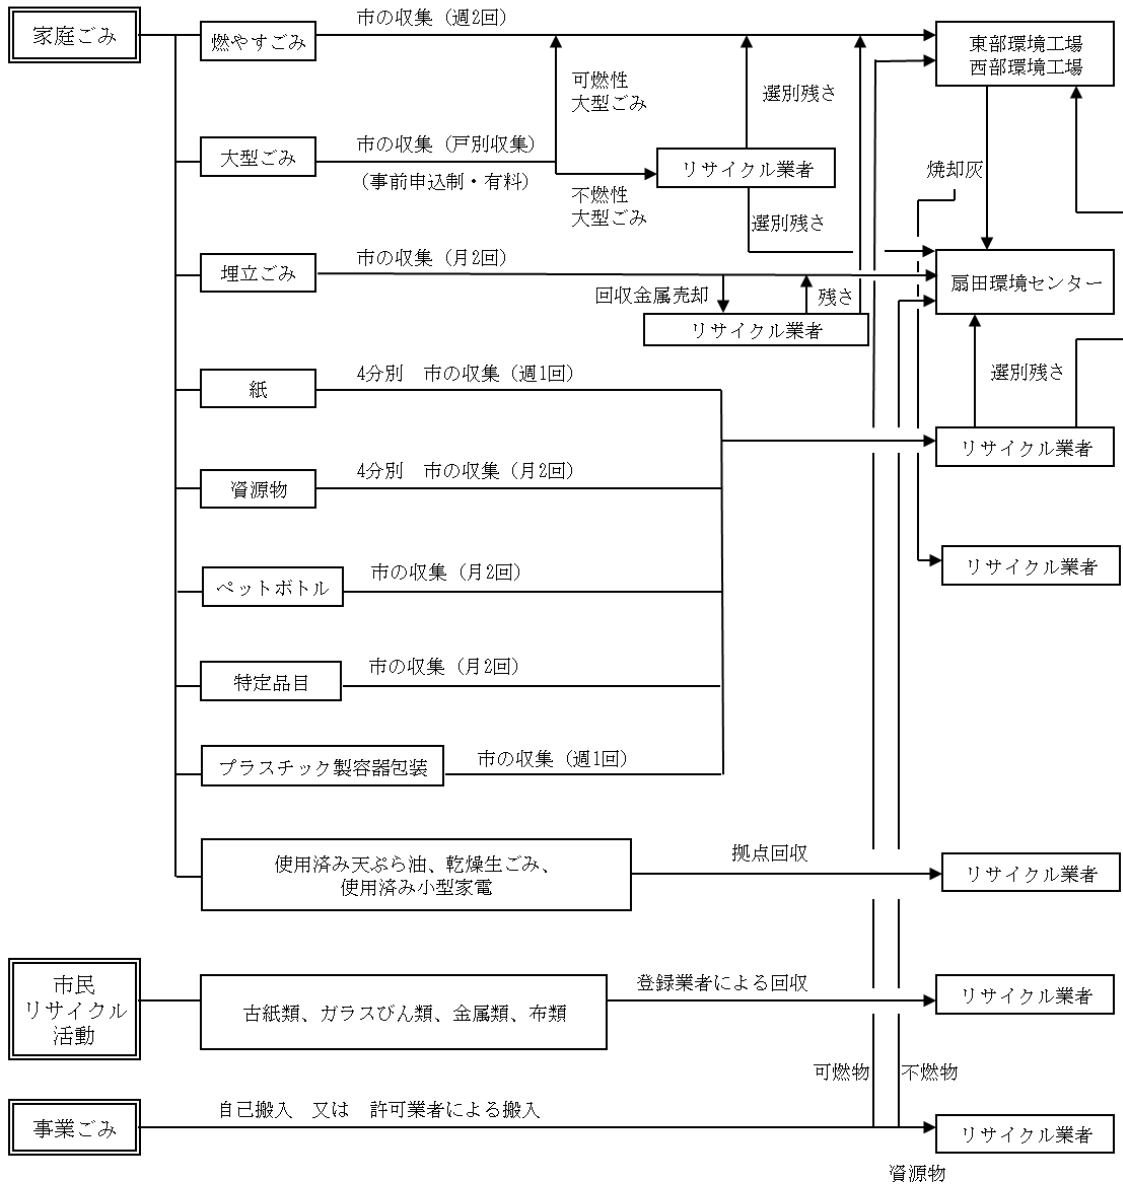 家庭ごみ
燃やすごみ
市の収集（週2回）
東部環境工場
西部環境工場
可燃性
大型ごみ
選別残さ
大型ごみ
市の収集（戸別収集）
（事前申込制・有料）
リサイクル業者
焼却灰
不燃性
大型ごみ
選別残さ
埋立ごみ
市の収集（月2回）
扇田環境センター
回収金属売却
残さ
リサイクル業者
紙
4分別　市の収集（週1回）
選別残さ
リサイクル業者
資源物
4分別　市の収集（月2回）
ペットボトル
市の収集（月2回）
リサイクル業者
特定品目
市の収集（月2回）
プラスチック製容器包装
市の収集（週1回）
使用済み天ぷら油、乾燥生ごみ、
使用済み小型家電
拠点回収
リサイクル業者
市民
リサイクル
活動
古紙類、ガラスびん類、金属類、布類
登録業者による回収
リサイクル業者
可燃物
不燃物
事業ごみ
自己搬入　又は　許可業者による搬入
リサイクル業者
資源物